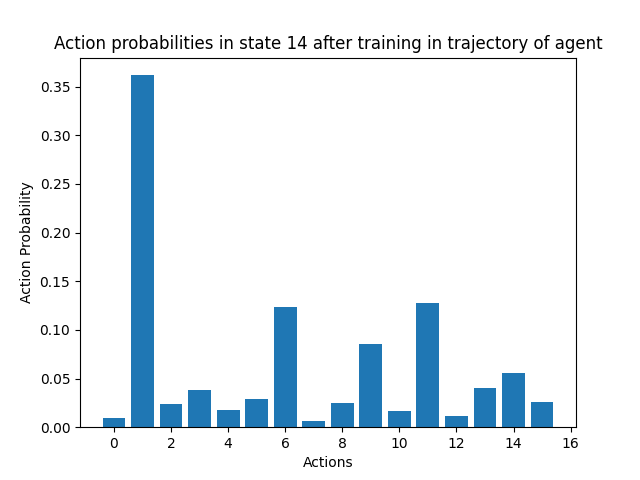 Action probabilities in state 14 after training in trajectory of agent
0.35
0.30
0.25
0.20
0.15
0.10
0.05
0.00
Action Probability
0 2 4 6 8 10 12 14 16
Actions